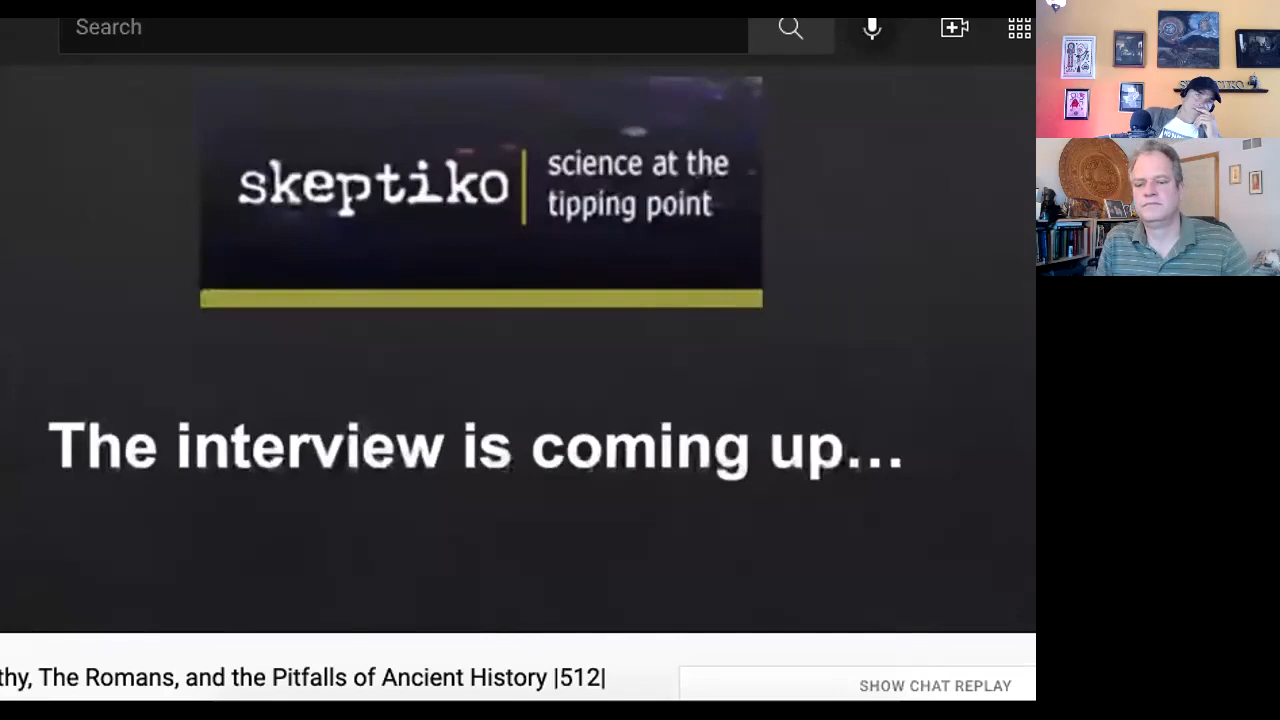 Search
skeptiko
science at the
tipping point
The interview is coming up...
thy, The Romans, and the Pitfalls of Ancient History |512|
SHOW CHAT REPLAY
SKEPTIKO